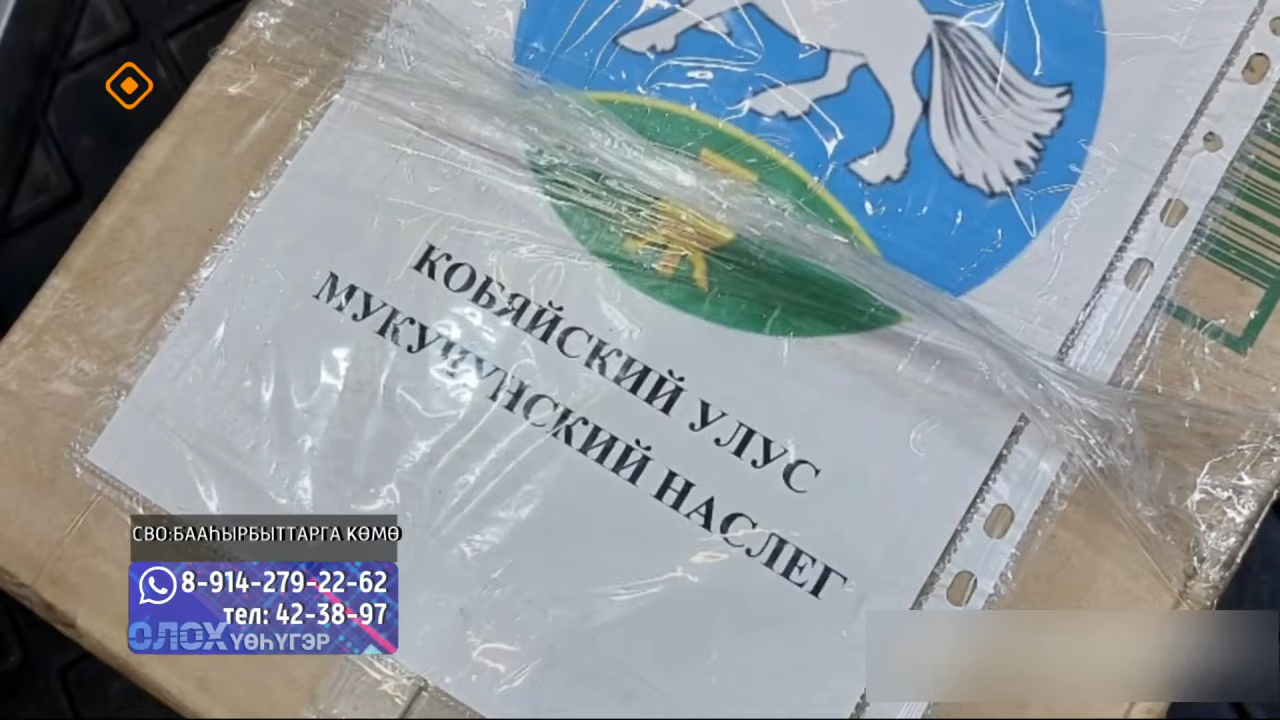 КОБЯЙСКИЙ УЛУС
МУКУЧУНСКИЙ НАСЛЕГ
СВО:БААҺЫРБЫТТАРГА КӨМӨ
8-914-279-22-62
тел: 42-38-97
ОЛОХ ҮӨҺҮГЭР